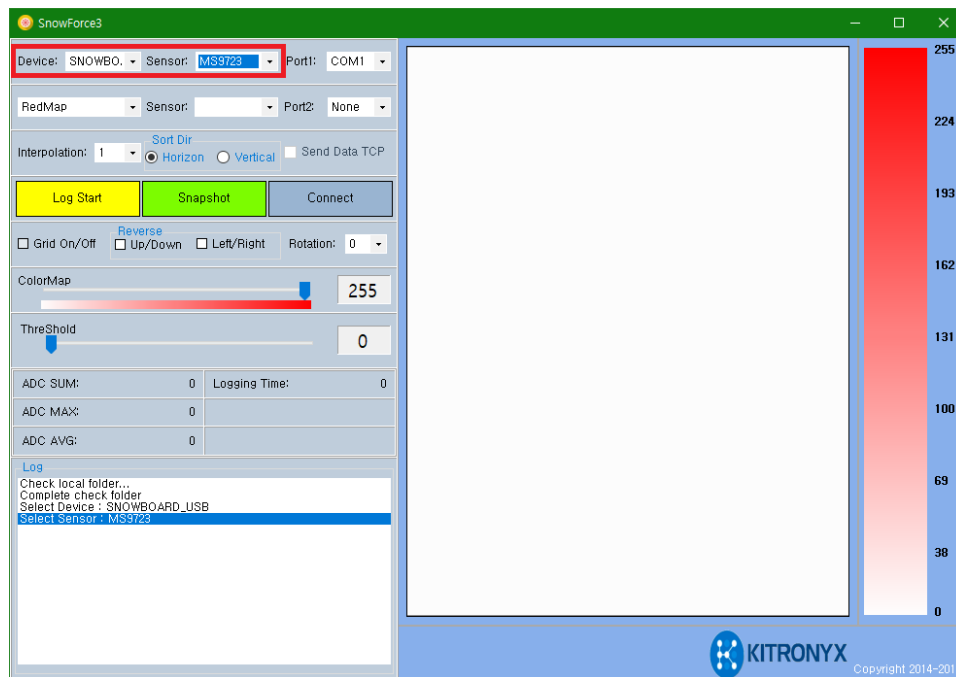 SnowForce3
Device: SNOWBO. Sensor: MS9723 Port1: COM1
RedMap Sensor: Port2: None
Interpolation: 1 Sort Dir Horizon Vertical Send Data TCP
Log Start Snapshot Connect
Grid On/Off Reverse Up/Down Left/Right Rotation: 0
ColorMap
255
ThreShold
0
ADC SUM: 0 Logging Time: 0
ADC MAX: 0
ADC AVG: 0
Log
Check local folder...
Complete check folder
Select Device : SNOWBOARD_USB
Select Sensor : MS9723
255
224
193
162
131
100
69
38
0
KITRONYX
Copyright 2014-201